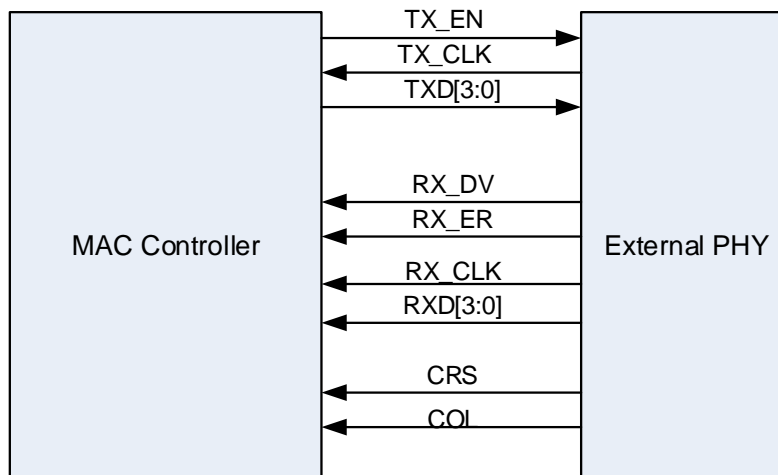 TX_EN
TX_CLK
TXD[3:0]
RX_DV
RX_ER
MAC Controller
External PHY
RX_CLK
RXD[3:0]
CRS
COL